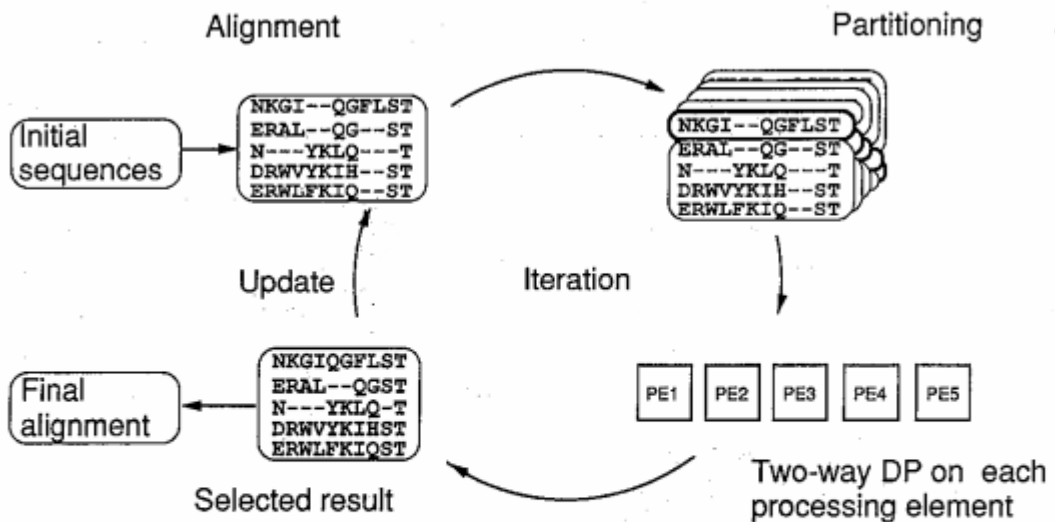 Alignment
Partitioning
Initial
sequences
NKGI--QGFLST
ERAL--QG--ST
N---YKLQ---T
DRWVYKIH--ST
ERWLFKIQ--ST
NKGI--QGFLST
ERAL--QG--ST
N---YKLQ---T
DRWVYKIH--ST
ERWLFKIQ--ST
Update
Iteration
Final
alignment
NKGIQGFLST
ERAL--QGST
N---YKLQ-T
DRWVYKIHST
ERWLFKIQST
PE1 PE2 PE3 PE4 PE5
Selected result
Two-way DP on each
processing element